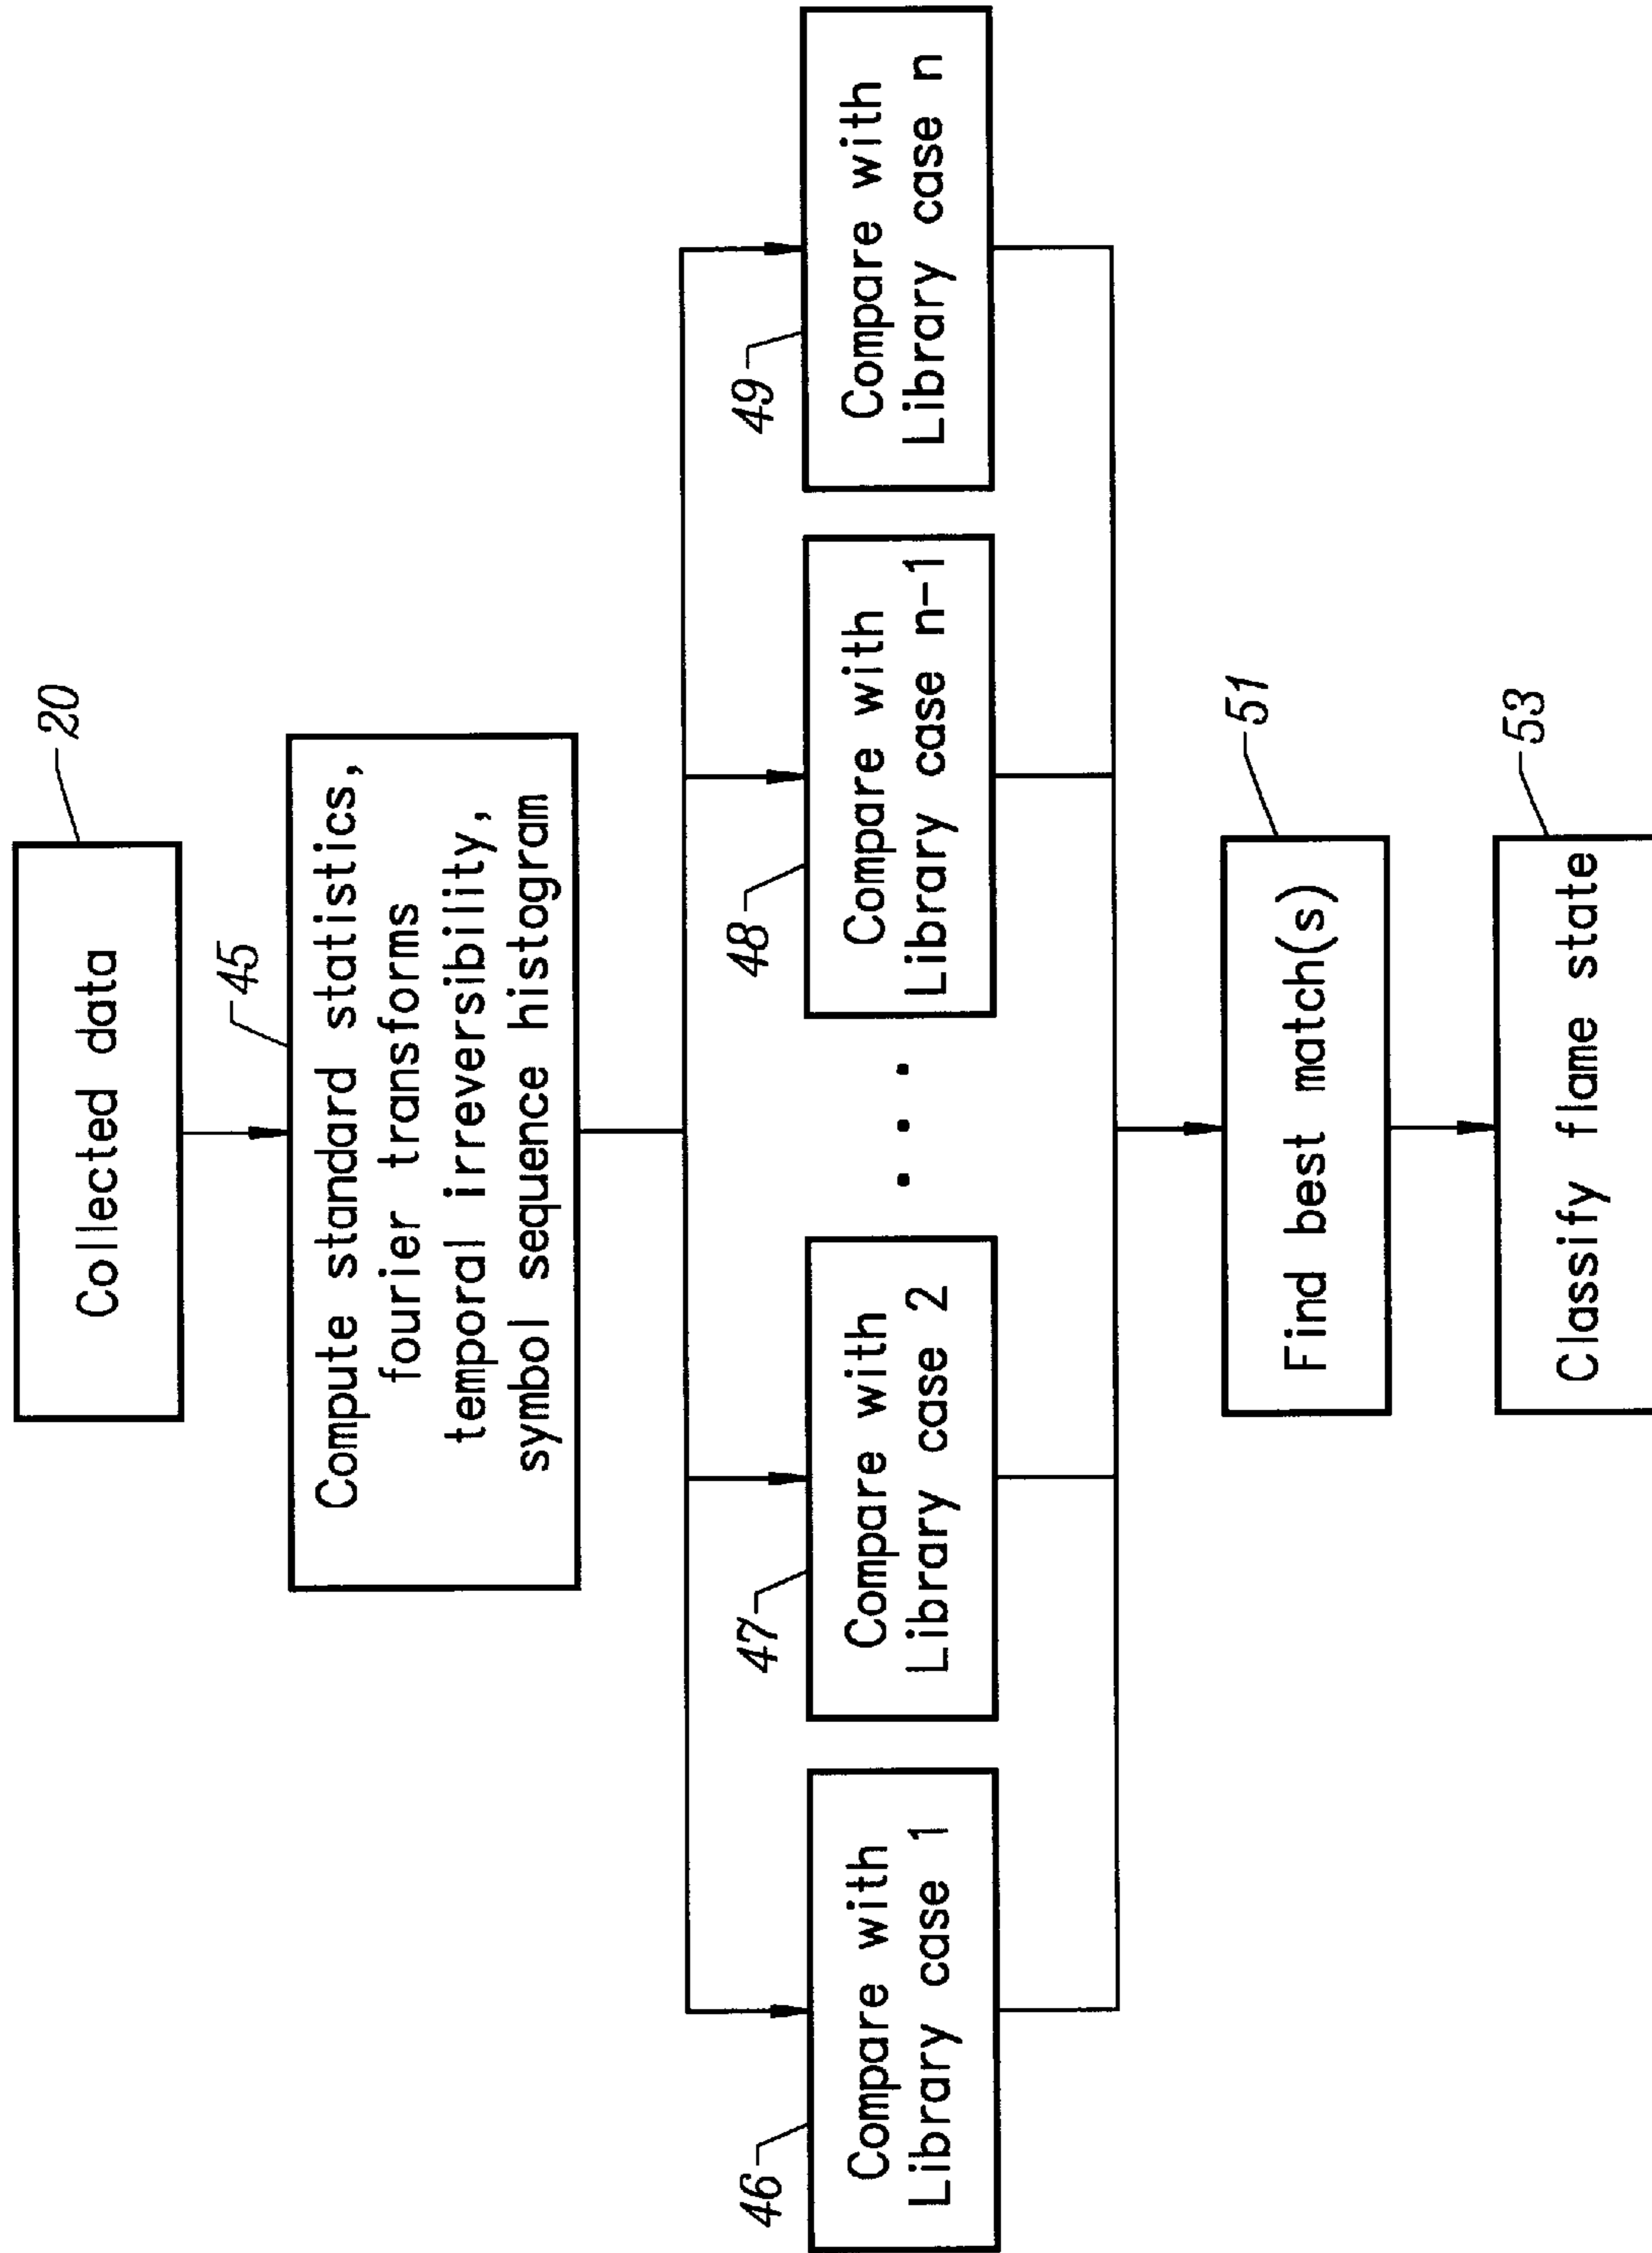 20
Collected data
45
Compute standard statistics,
fourier transforms
temporal irreversibility,
symbol sequence histogram
46
Compare with
Library case 1
47
Compare with
Library case 2
. . .
48
Compare with
Library case n-1
49
Compare with
Library case n
51
Find best match(s)
53
Classify flame state